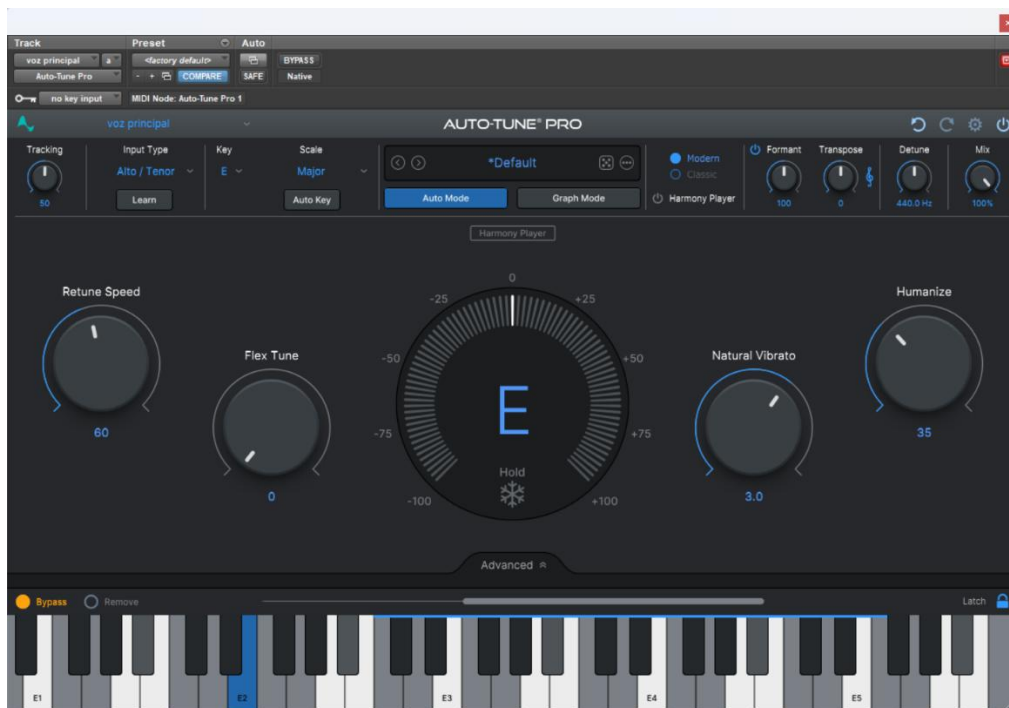 Track Preset Auto
voz principal a <factory default> BYPASS
Auto-Tune Pro - + COMPARE SAFE Native
no key input MIDI Node: Auto-Tune Pro 1
voz principal AUTO-TUNE® PRO
Tracking Input Type Key Scale Modern Formant Transpose Detune Mix
Alto / Tenor E Major *Default Classic
50 Learn Auto Key Auto Mode Graph Mode Harmony Player 100 0 440.0 Hz 100%
Harmony Player
0
-25 +25
Retune Speed Humanize
Flex Tune -50 +50 Natural Vibrato
E
60 -75 +75 35
Hold
0 -100 +100 3.0
Advanced
Bypass Remove Latch
E1 E2 E3 E4 E5